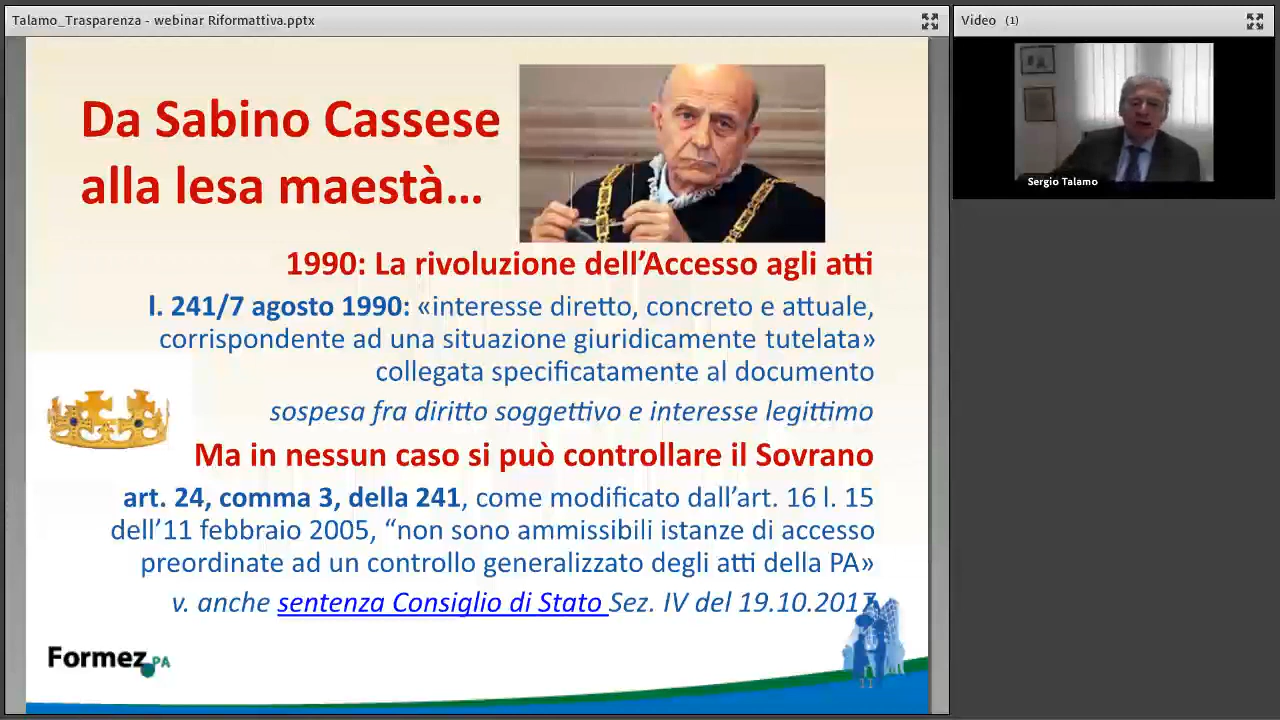 Talamo_Trasparenza - webinar Riformattiva.pptx
Video (1)
Sergio Talamo
Da Sabino Cassese
alla lesa maestà...
1990: La rivoluzione dell'Accesso agli atti
l. 241/7 agosto 1990: «interesse diretto, concreto e attuale,
corrispondente ad una situazione giuridicamente tutelata»
collegata specificatamente al documento
sospesa fra diritto soggettivo e interesse legittimo
Ma in nessun caso si può controllare il Sovrano
art. 24, comma 3, della 241, come modificato dall'art. 16 l. 15
dell'11 febbraio 2005, “non sono ammissibili istanze di accesso
preordinate ad un controllo generalizzato degli atti della PA»
v. anche sentenza Consiglio di Stato Sez. IV del 19.10.2017
Formez PA